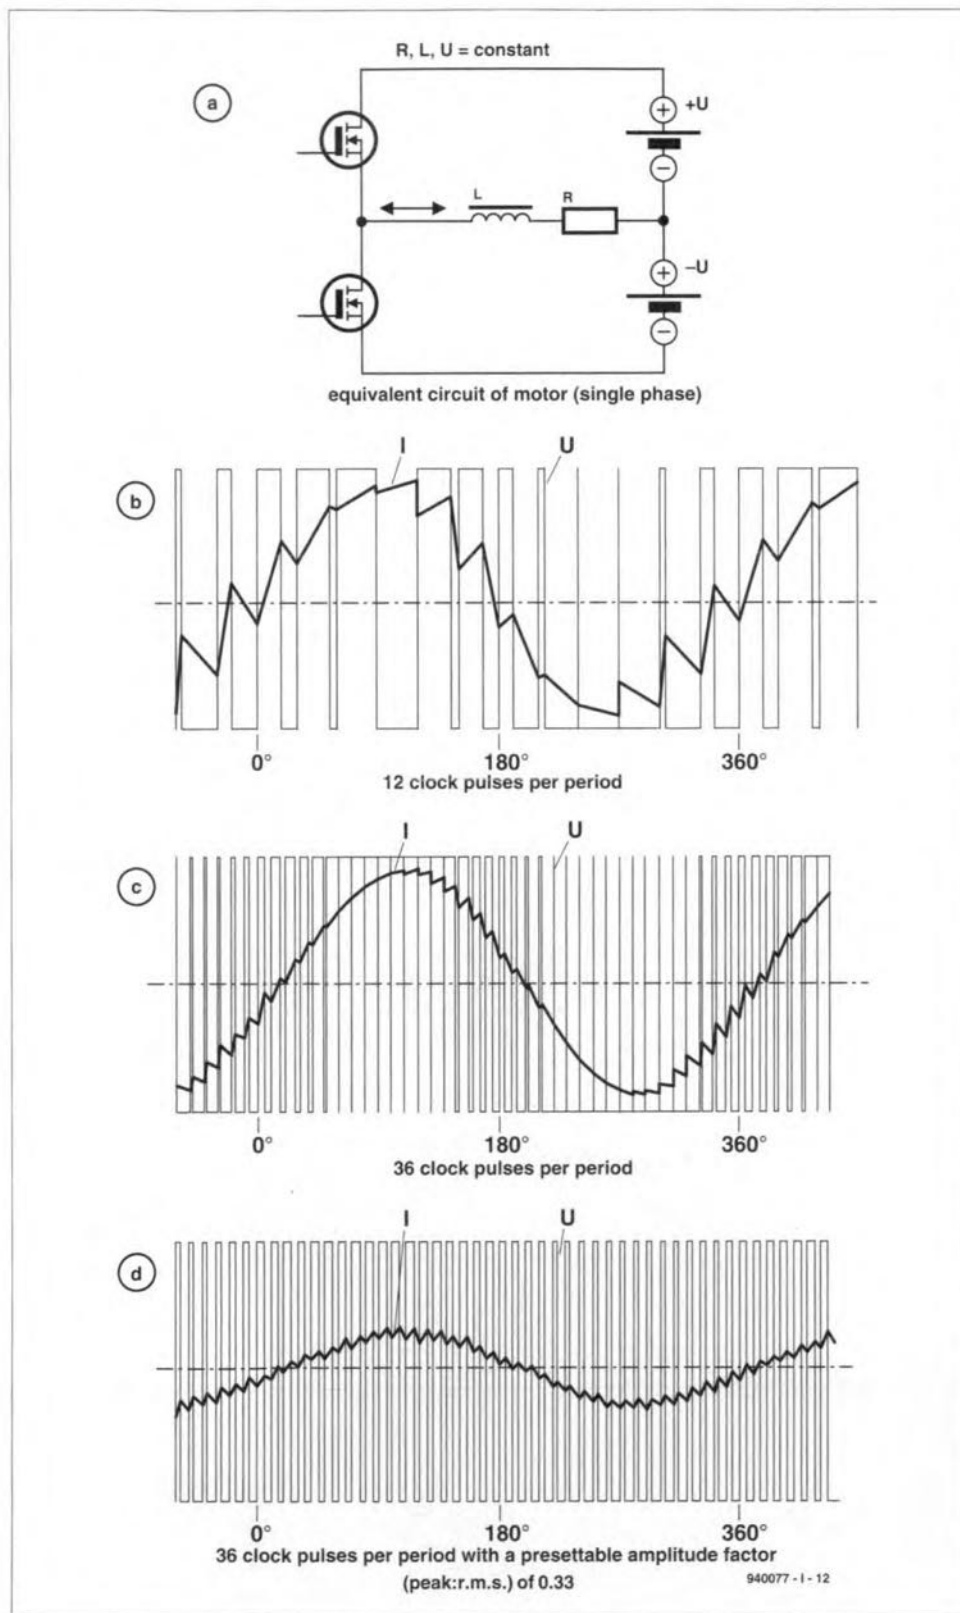 R, L, U = constant
a
+
+U
−
L
R
+
−U
−
equivalent circuit of motor (single phase)
I
U
b
0°
180°
360°
12 clock pulses per period
I
U
c
0°
180°
360°
36 clock pulses per period
I
U
d
0°
180°
360°
36 clock pulses per period with a presettable amplitude factor
(peak:r.m.s.) of 0.33
940077 - I - 12